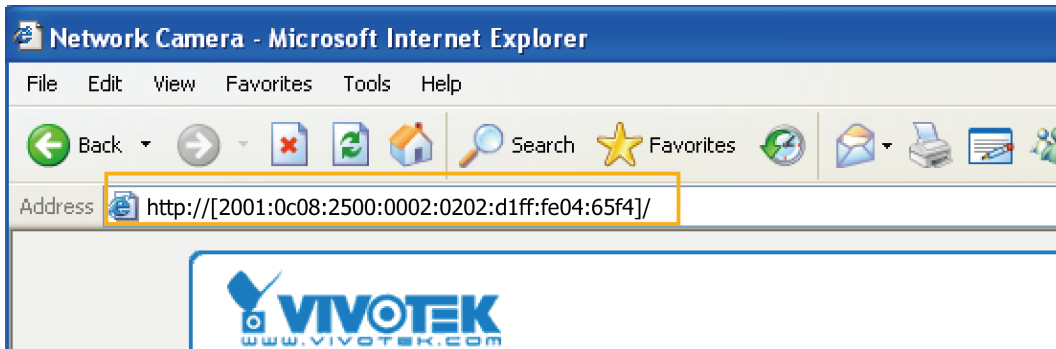 Network Camera - Microsoft Internet Explorer
File Edit View Favorites Tools Help
Back Search Favorites
Address http://[2001:0c08:2500:0002:0202:d1ff:fe04:65f4]/
VIVOTEK
www.vivotek.com